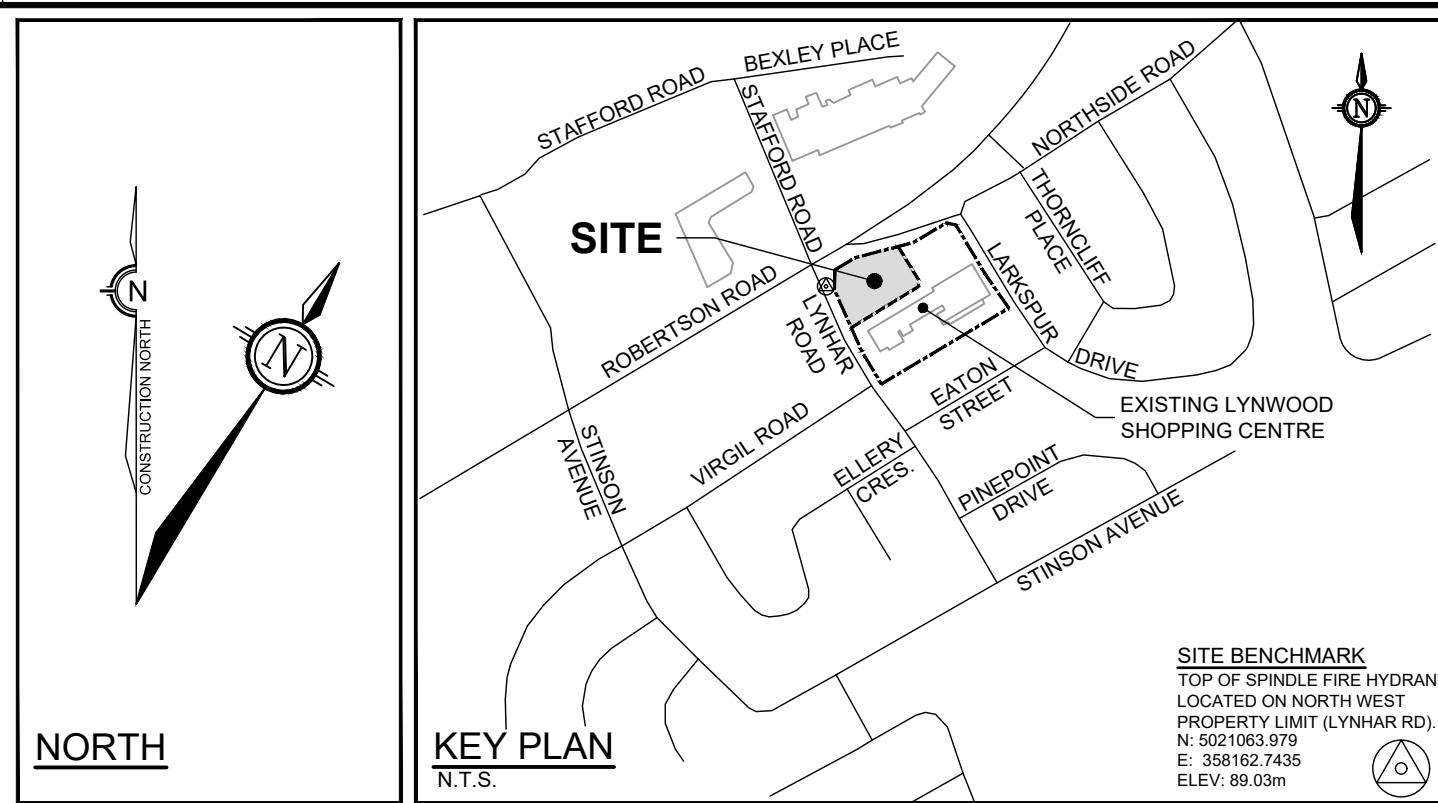 N
CONSTRUCTION NORTH
N
NORTH
BEXLEY PLACE
STAFFORD ROAD
STAFFORD ROAD
NORTHSIDE ROAD
N
THORNCLIFF
PLACE
SITE
LARKSPUR
DRIVE
ROBERTSON ROAD
LYNHAR
ROAD
EATON
STREET
EXISTING LYNWOOD
SHOPPING CENTRE
STINSON
AVENUE
VIRGIL ROAD
ELLERY
CRES.
PINEPOINT
DRIVE
STINSON AVENUE
KEY PLAN
N.T.S.
SITE BENCHMARK
TOP OF SPINDLE FIRE HYDRAN
LOCATED ON NORTH WEST
PROPERTY LIMIT (LYNHAR RD).
N: 5021063.979
E: 358162.7435
ELEV: 89.03m